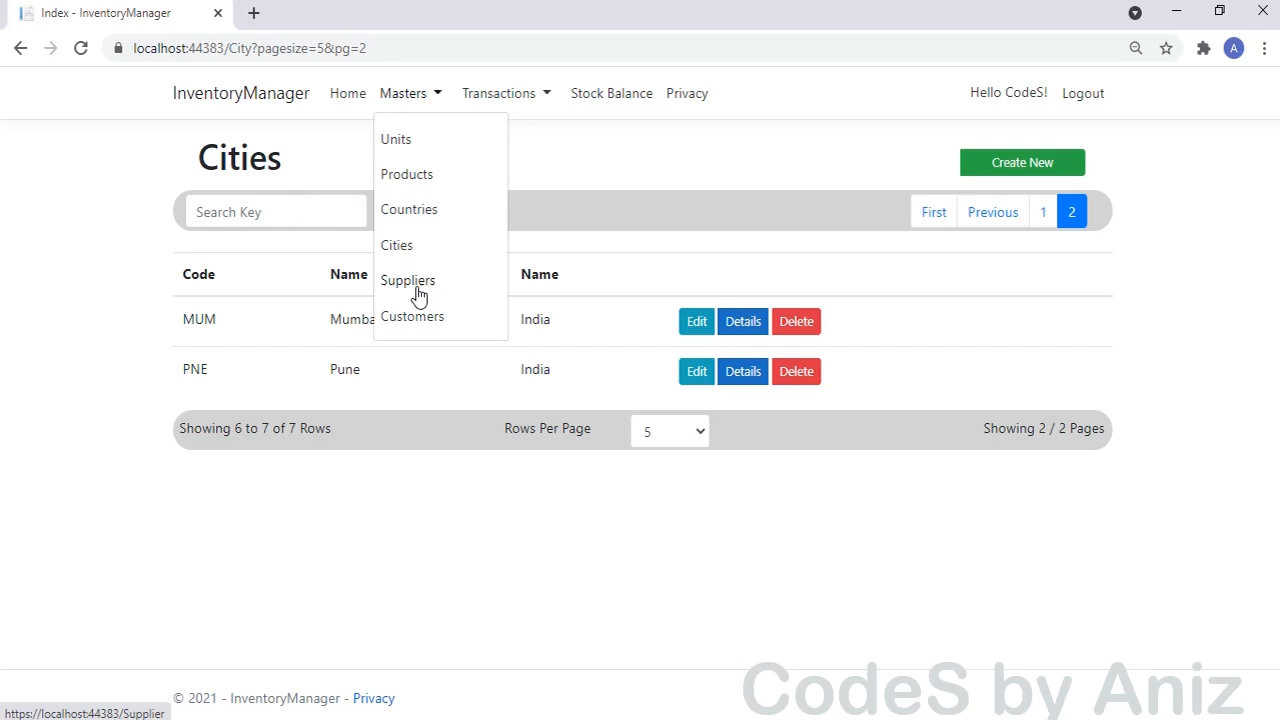 Index - InventoryManager
localhost:44383/City?pagesize=5&pg=2
A
InventoryManager Home Masters Transactions Stock Balance Privacy Hello CodeS! Logout
Units
Products
Countries
Cities
Suppliers
Customers
Cities
Create New
Search Key
First Previous 1 2
Code Name Name
MUM Mumba India Edit Details Delete
PNE Pune India Edit Details Delete
Showing 6 to 7 of 7 Rows Rows Per Page 5 Showing 2 / 2 Pages
CodeS by Aniz
© 2021 - InventoryManager - Privacy
https://localhost:44383/Supplier